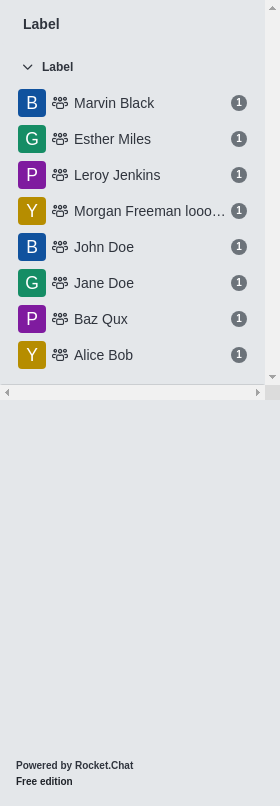 Label
Label
B Marvin Black 1
G Esther Miles 1
P Leroy Jenkins 1
Y Morgan Freeman looo… 1
B John Doe 1
G Jane Doe 1
P Baz Qux 1
Y Alice Bob 1
Powered by Rocket.Chat
Free edition